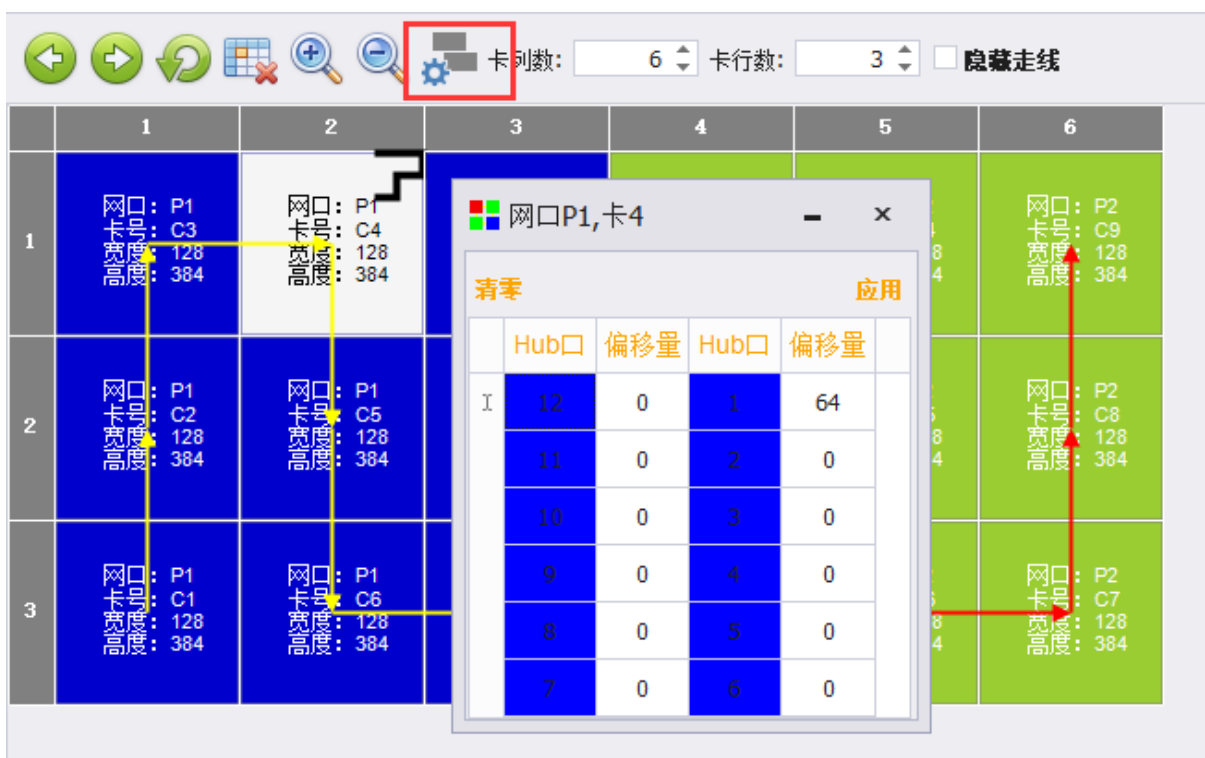 卡列数: 6 卡行数: 3 隐藏走线
1 2 3 4 5 6
1
网口: P1
卡号: C3
宽度: 128
高度: 384
网口: P1
卡号: C4
宽度: 128
高度: 384
网口: P2
卡号: C9
宽度: 128
高度: 384
2
网口: P1
卡号: C2
宽度: 128
高度: 384
网口: P1
卡号: C5
宽度: 128
高度: 384
网口: P2
卡号: C8
宽度: 128
高度: 384
3
网口: P1
卡号: C1
宽度: 128
高度: 384
网口: P1
卡号: C6
宽度: 128
高度: 384
网口: P2
卡号: C7
宽度: 128
高度: 384
网口P1,卡4
清零 应用
Hub口 偏移量 Hub口 偏移量
12 0 1 64
11 0 2 0
10 0 3 0
9 0 4 0
8 0 5 0
7 0 6 0